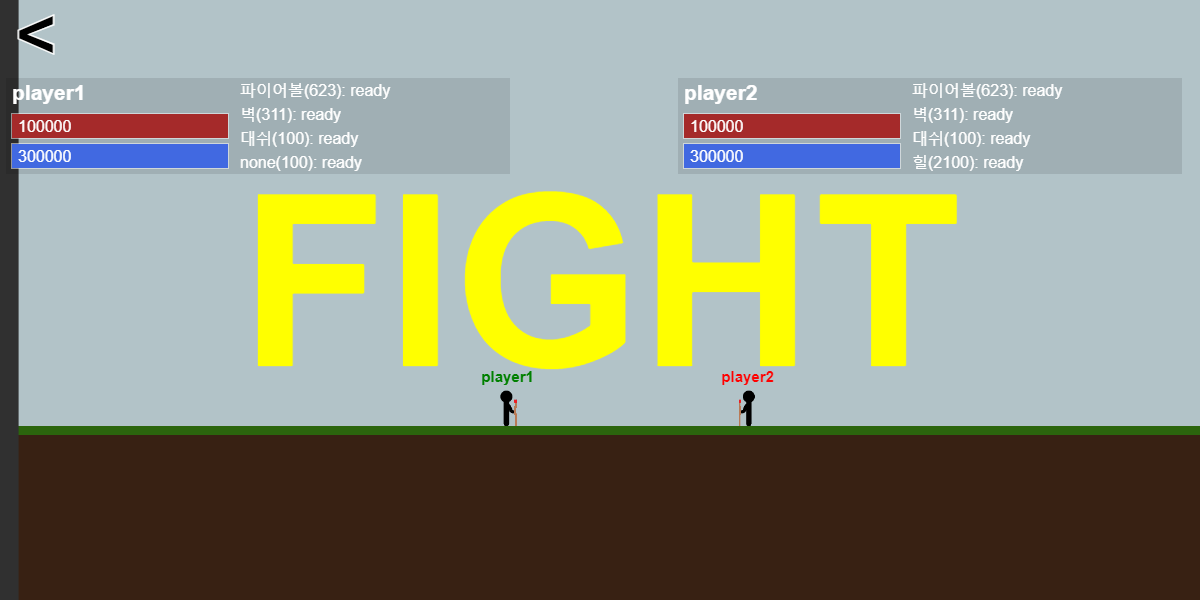 <
player1
100000
300000
파이어볼(623): ready
벽(311): ready
대쉬(100): ready
none(100): ready
player2
100000
300000
파이어볼(623): ready
벽(311): ready
대쉬(100): ready
힐(2100): ready
FIGHT
player1
player2